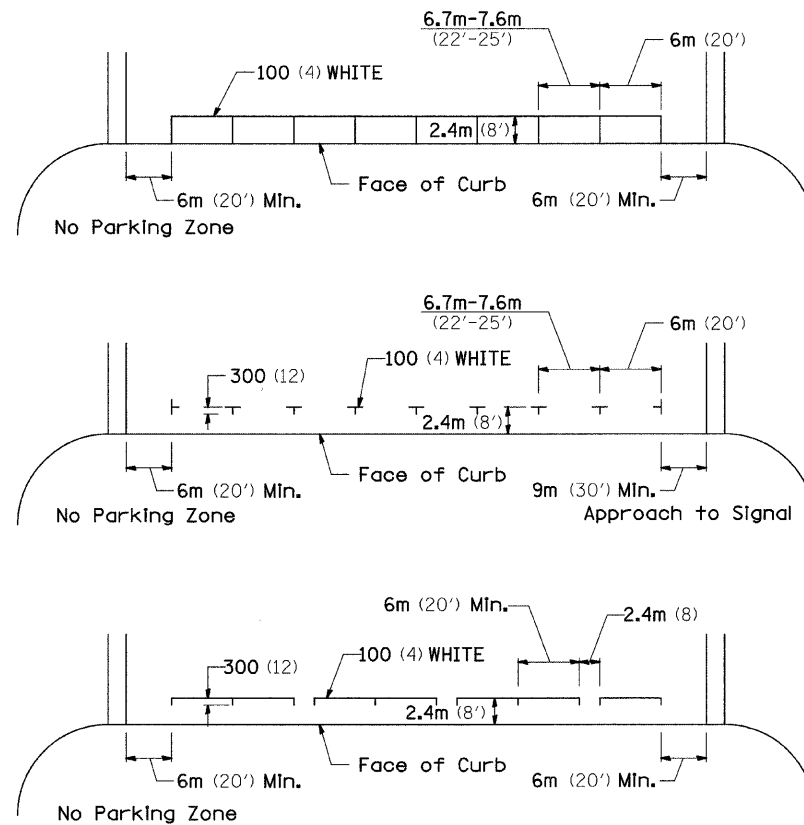 6.7m-7.6m
(22'-25')
6m (20')
100 (4) WHITE
2.4m (8')
Face of Curb
6m (20') Min.
6m (20') Min.
No Parking Zone
6.7m-7.6m
(22'-25')
6m (20')
300 (12)
100 (4) WHITE
2.4m (8')
Face of Curb
6m (20') Min.
9m (30') Min.
No Parking Zone
Approach to Signal
6m (20') Min.
2.4m (8)
300 (12)
100 (4) WHITE
2.4m (8')
Face of Curb
6m (20') Min.
6m (20') Min.
No Parking Zone